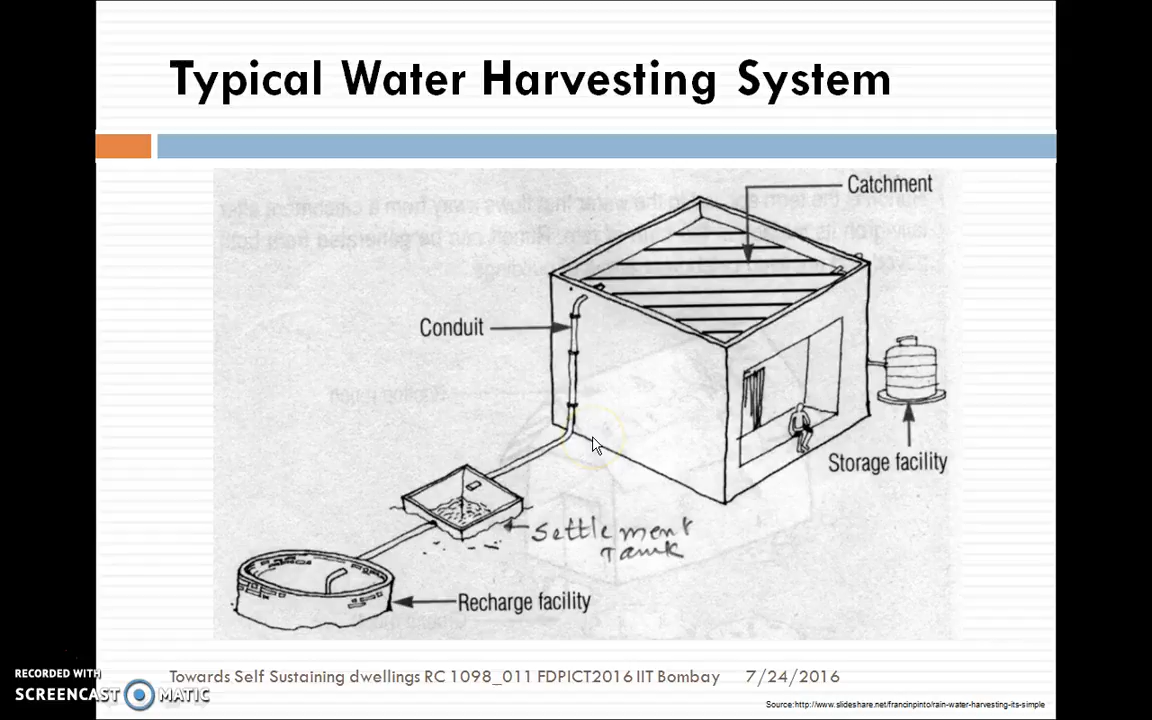 Typical Water Harvesting System
Catchment
Conduit
Storage facility
Settlement
Tank
Recharge facility
Towards Self Sustaining dwellings RC 1098_011 FDPICT2016 IIT Bombay 7/24/2016
RECORDED WITH
SCREENCAST MATIC
Source:http://www.slideshare.net/francinpinto/rain-water-harvesting-its-simple